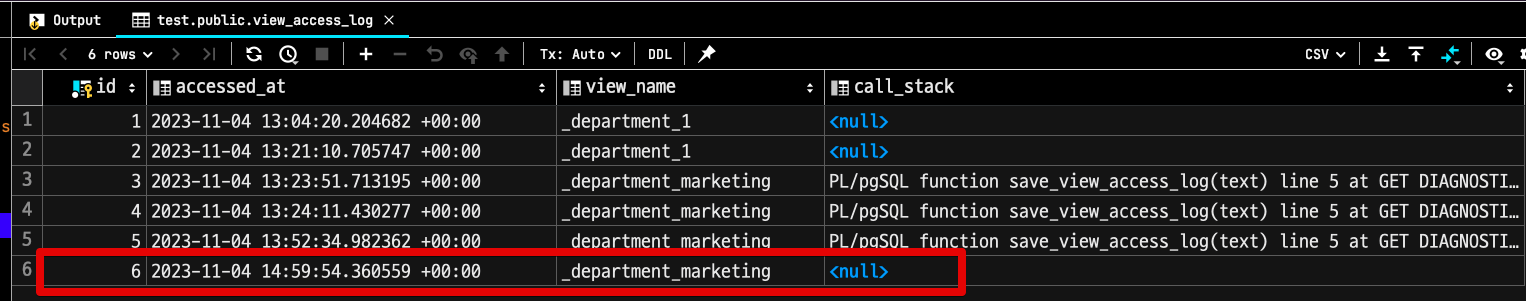 Output test.public.view_access_log ×
6 rows Tx: Auto DDL CSV
id accessed_at view_name call_stack
1 1 2023-11-04 13:04:20.204682 +00:00 _department_1 <null>
2 2 2023-11-04 13:21:10.705747 +00:00 _department_1 <null>
3 3 2023-11-04 13:23:51.713195 +00:00 _department_marketing PL/pgSQL function save_view_access_log(text) line 5 at GET DIAGNOSTI…
4 4 2023-11-04 13:24:11.430277 +00:00 _department_marketing PL/pgSQL function save_view_access_log(text) line 5 at GET DIAGNOSTI…
s 5 5 2023-11-04 13:52:34.982362 +00:00 _department_marketing PL/pgSQL function save_view_access_log(text) line 5 at GET DIAGNOSTI…
6 6 2023-11-04 14:59:54.360559 +00:00 _department_marketing <null>